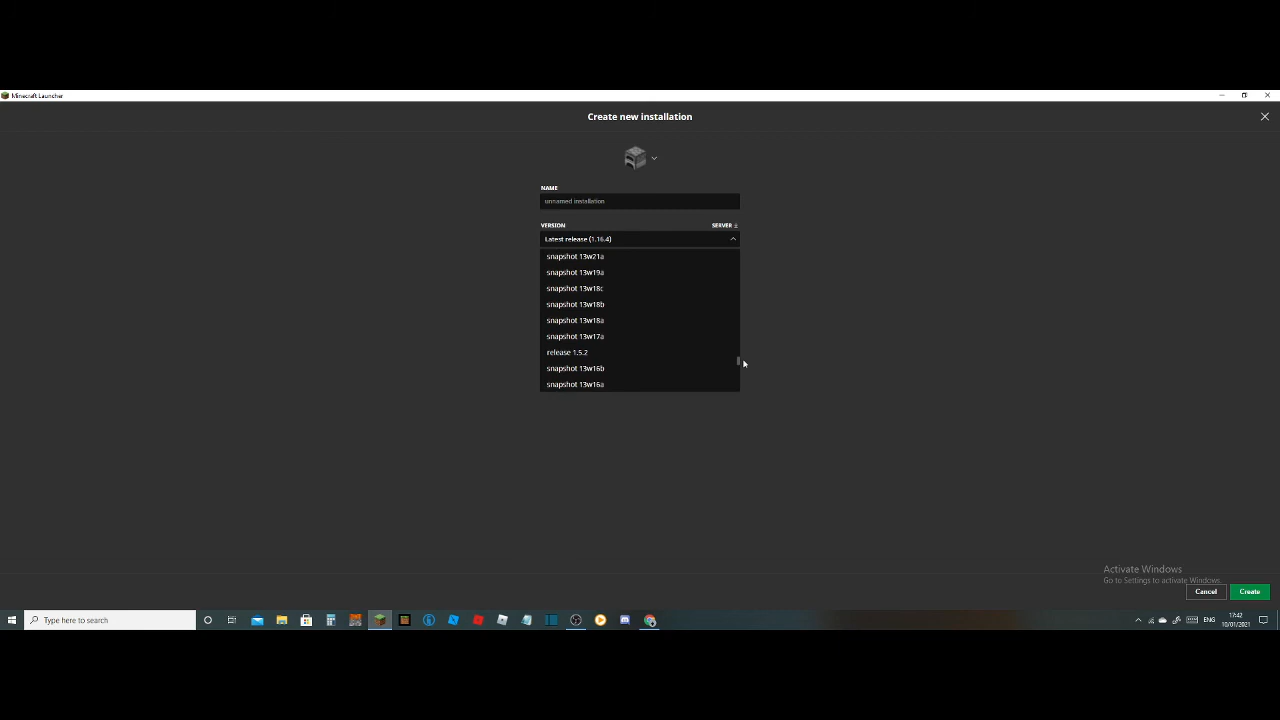 Minecraft Launcher
Create new installation
NAME
unnamed installation
VERSION SERVER
Latest release (1.16.4)
snapshot 13w21a
snapshot 13w19a
snapshot 13w18c
snapshot 13w18b
snapshot 13w18a
snapshot 13w17a
release 1.5.2
snapshot 13w16b
snapshot 13w16a
Activate Windows
Go to Settings to activate Windows.
Cancel Create
Type here to search
ENG
17:42
10/01/2021